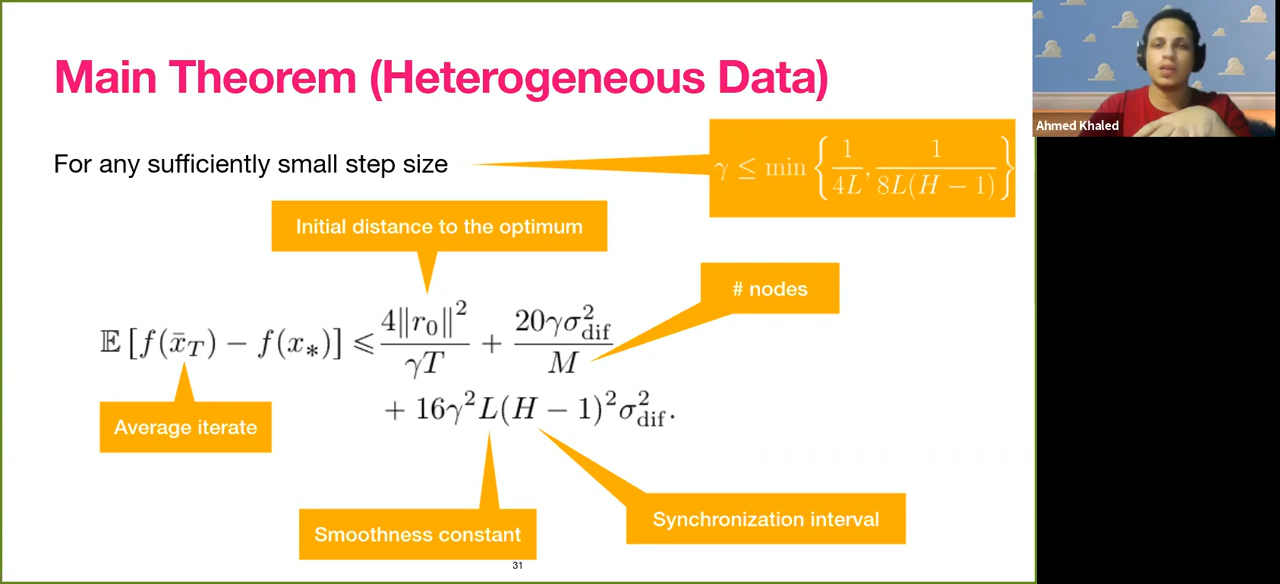 Main Theorem (Heterogeneous Data)
Ahmed Khaled
For any sufficiently small step size
γ ≤ min { 1/4L, 1/8L(H − 1) }
Initial distance to the optimum
# nodes
𝔼 [f(x̄_T) − f(x_*)] ⩽ 4‖r_0‖²/γT + 20γσ²_dif/M
+ 16γ²L(H − 1)²σ²_dif.
Average iterate
Smoothness constant
Synchronization interval
31